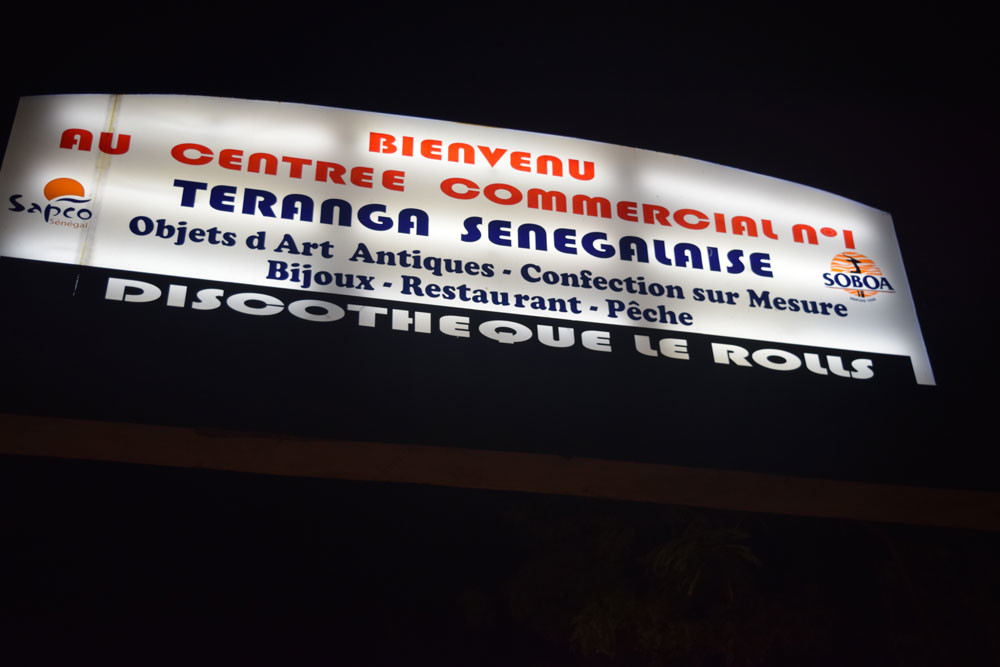 BIENVENU
AU CENTREE COMMERCIAL N°1
TERANGA SENEGALAISE
Objets d Art Antiques - Confection sur Mesure
Bijoux - Restaurant - Pêche
DISCOTHEQUE LE ROLLS
Sapco
Sénégal
SOBOA